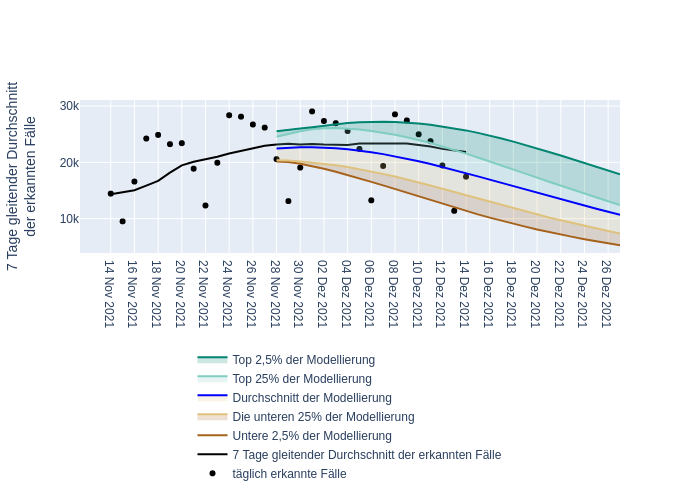 7 Tage gleitender Durchschnitt
der erkannten Fälle
30k
20k
10k
14 Nov 2021
16 Nov 2021
18 Nov 2021
20 Nov 2021
22 Nov 2021
24 Nov 2021
26 Nov 2021
28 Nov 2021
30 Nov 2021
02 Dez 2021
04 Dez 2021
06 Dez 2021
08 Dez 2021
10 Dez 2021
12 Dez 2021
14 Dez 2021
16 Dez 2021
18 Dez 2021
20 Dez 2021
22 Dez 2021
24 Dez 2021
26 Dez 2021
Top 2,5% der Modellierung
Top 25% der Modellierung
Durchschnitt der Modellierung
Die unteren 25% der Modellierung
Untere 2,5% der Modellierung
7 Tage gleitender Durchschnitt der erkannten Fälle
täglich erkannte Fälle